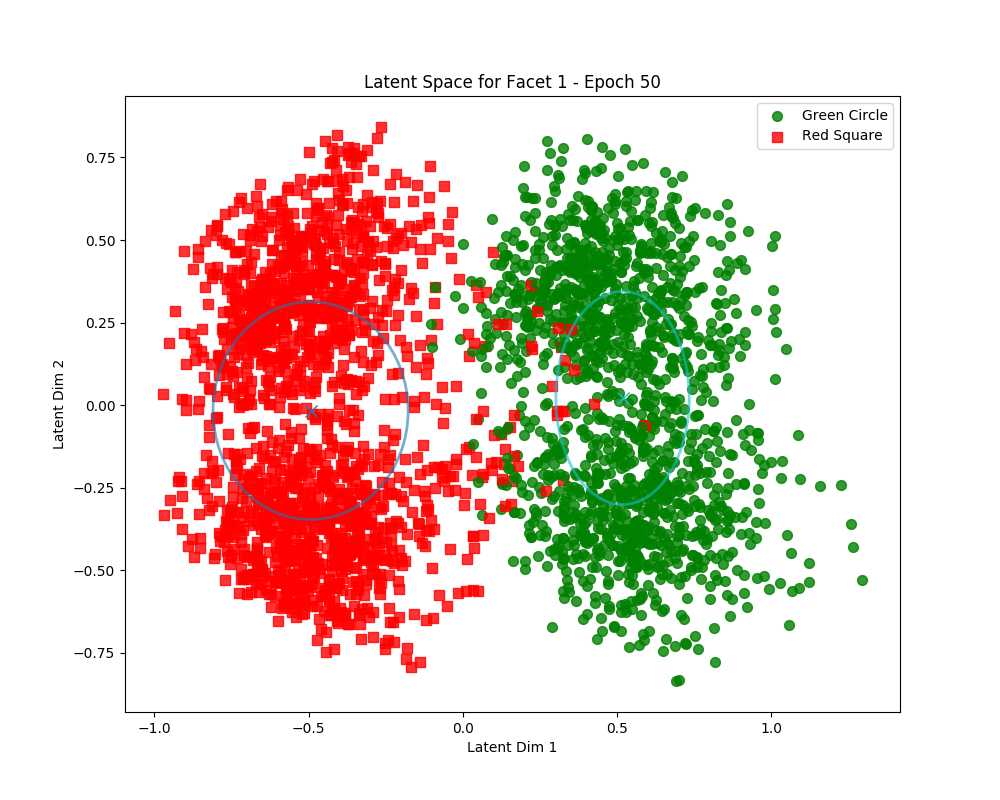 Latent Space for Facet 1 - Epoch 50
Green Circle
Red Square
0.75
0.50
0.25
0.00
−0.25
−0.50
−0.75
Latent Dim 2
−1.0
−0.5
0.0
0.5
1.0
Latent Dim 1